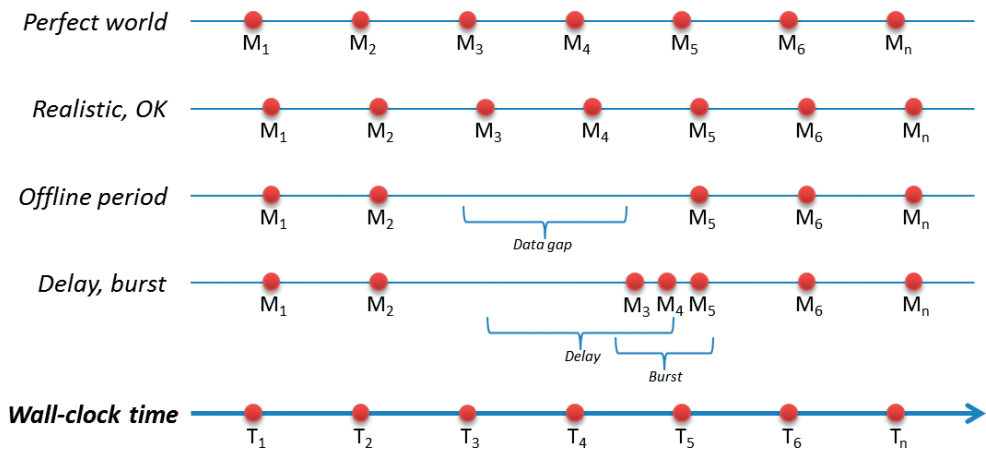 Perfect world
M1 M2 M3 M4 M5 M6 Mn
Realistic, OK
M1 M2 M3 M4 M5 M6 Mn
Offline period
M1 M2 M5 M6 Mn
Data gap
Delay, burst
M1 M2 M3 M4 M5 M6 Mn
Delay
Burst
Wall-clock time
T1 T2 T3 T4 T5 T6 Tn